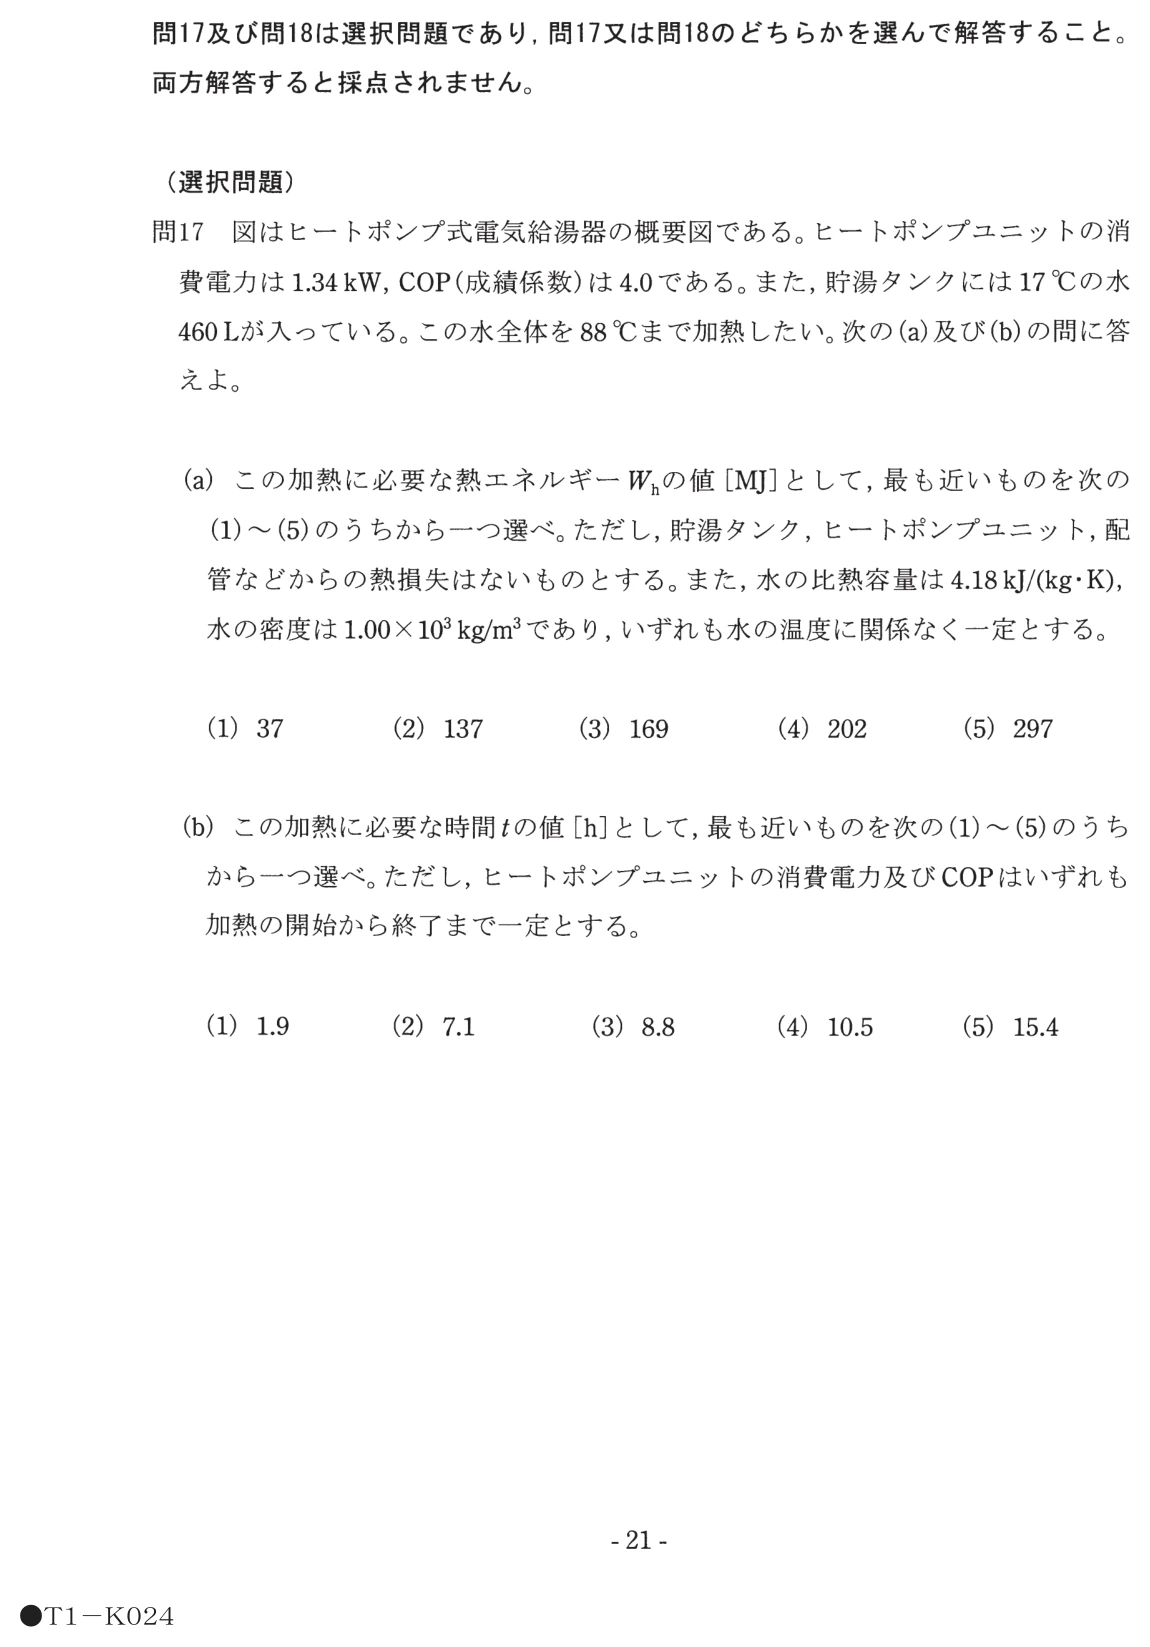 問17及び問18は選択問題であり,問17又は問18のどちらかを選んで解答すること。
両方解答すると採点されません。
（選択問題）
問17　図はヒートポンプ式電気給湯器の概要図である。ヒートポンプユニットの消
費電力は 1.34 kW, COP(成績係数)は 4.0 である。また,貯湯タンクには 17 ℃の水
460 Lが入っている。この水全体を 88 ℃まで加熱したい。次の(a)及び(b)の問に答
えよ。
(a) この加熱に必要な熱エネルギー Whの値 [MJ] として,最も近いものを次の
(1)～(5)のうちから一つ選べ。ただし,貯湯タンク,ヒートポンプユニット,配
管などからの熱損失はないものとする。また,水の比熱容量は 4.18 kJ/(kg･K),
水の密度は 1.00×10³ kg/m³ であり,いずれも水の温度に関係なく一定とする。
(1) 37 (2) 137 (3) 169 (4) 202 (5) 297
(b) この加熱に必要な時間 t の値 [h] として,最も近いものを次の(1)～(5)のうち
から一つ選べ。ただし,ヒートポンプユニットの消費電力及び COP はいずれも
加熱の開始から終了まで一定とする。
(1) 1.9 (2) 7.1 (3) 8.8 (4) 10.5 (5) 15.4
- 21 -
●T1－K024